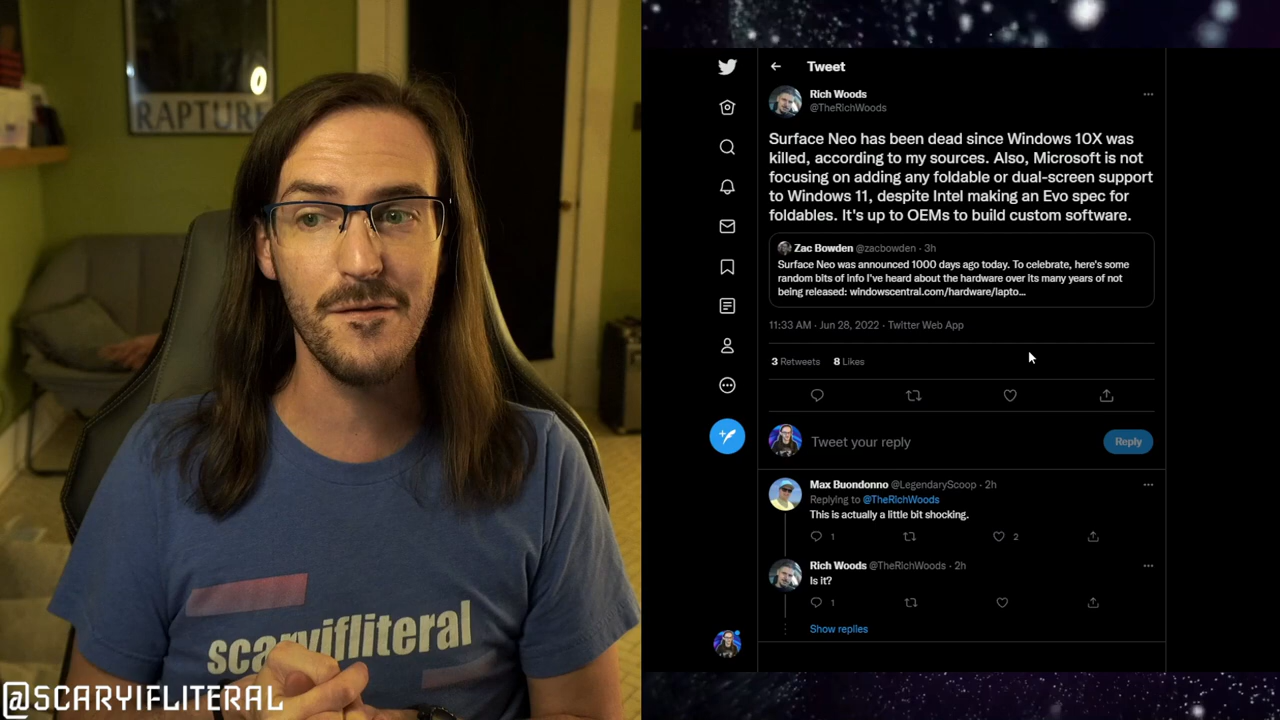 RAPTURE
scaryifliteral
@SCARYIFLITERAL
Tweet
Rich Woods
@TheRichWoods
Surface Neo has been dead since Windows 10X was
killed, according to my sources. Also, Microsoft is not
focusing on adding any foldable or dual-screen support
to Windows 11, despite Intel making an Evo spec for
foldables. It's up to OEMs to build custom software.
Zac Bowden @zacbowden · 3h
Surface Neo was announced 1000 days ago today. To celebrate, here's some
random bits of info I've heard about the hardware over its many years of not
being released: windowscentral.com/hardware/lapto...
11:33 AM · Jun 28, 2022 · Twitter Web App
3 Retweets 8 Likes
Tweet your reply
Reply
Max Buondonno @LegendaryScoop · 2h
Replying to @TheRichWoods
This is actually a little bit shocking.
1 2
Rich Woods @TheRichWoods · 2h
Is it?
1
Show replies